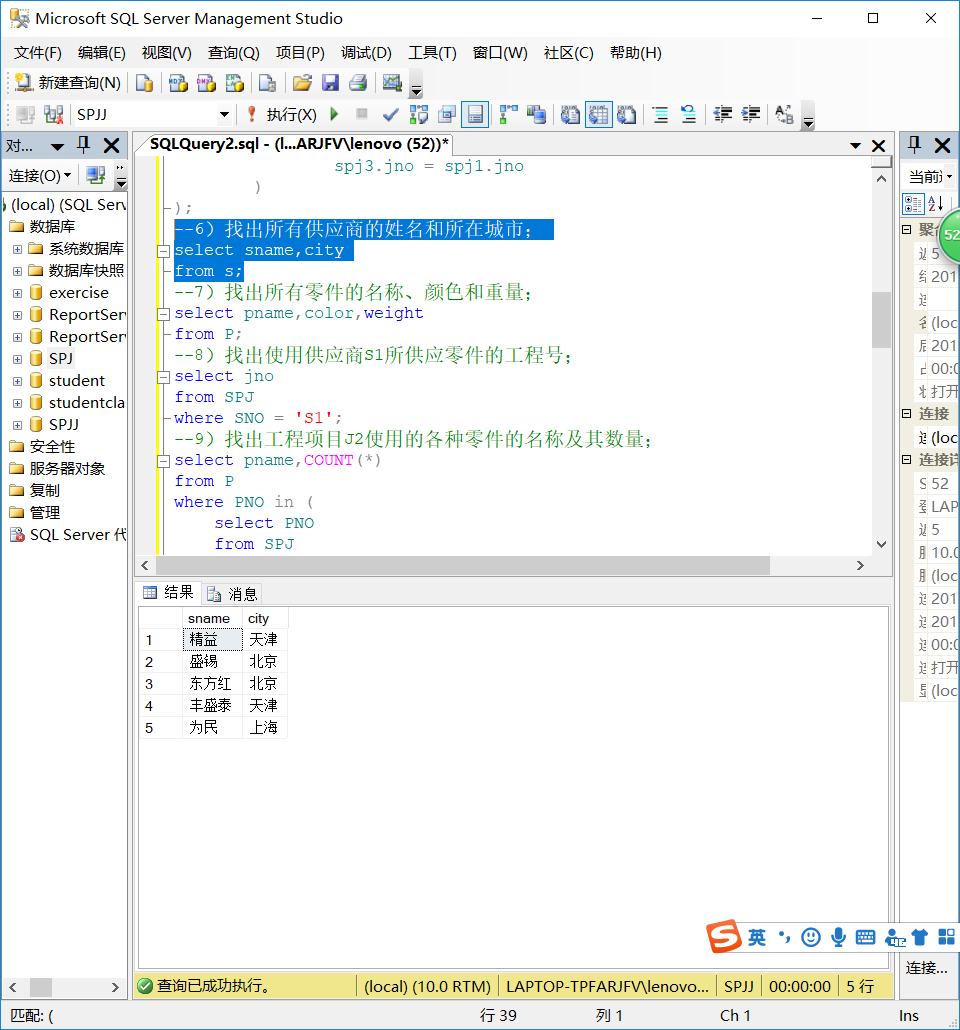 Microsoft SQL Server Management Studio
文件(F) 编辑(E) 视图(V) 查询(Q) 项目(P) 调试(D) 工具(T) 窗口(W) 社区(C) 帮助(H)
新建查询(N)
SPJJ 执行(X)
对... SQLQuery2.sql - (l...ARJFV\lenovo (52))*
连接(O)
(local) (SQL Serv
数据库
系统数据库
数据库快照
exercise
ReportServ
ReportServ
SPJ
student
studentcla
SPJJ
安全性
服务器对象
复制
管理
SQL Server 代
spj3.jno = spj1.jno
)
);
--6）找出所有供应商的姓名和所在城市;
select sname,city
from s;
--7）找出所有零件的名称、颜色和重量;
select pname,color,weight
from P;
--8）找出使用供应商S1所供应零件的工程号;
select jno
from SPJ
where SNO = 'S1';
--9）找出工程项目J2使用的各种零件的名称及其数量;
select pname,COUNT(*)
from P
where PNO in (
select PNO
from SPJ
当前
52
聚
5
201
(loc
201
00:0
打开
连接
(loc
连接详
52
LAP
5
10.0
(loc
201
201
00:0
打开
(loc
结果 消息
sname city
1 精益 天津
2 盛锡 北京
3 东方红 北京
4 丰盛泰 天津
5 为民 上海
英
连接...
查询已成功执行。 (local) (10.0 RTM) LAPTOP-TPFARJFV\lenovo... SPJJ 00:00:00 5 行
匹配: ( 行 39 列 1 Ch 1 Ins